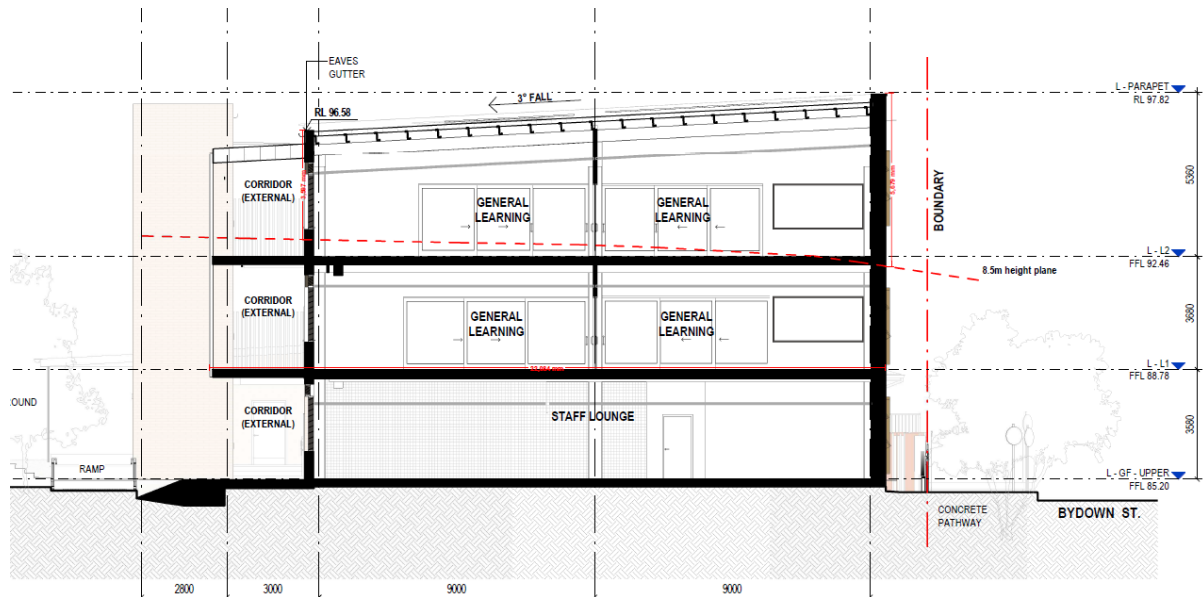 EAVES
GUTTER
3° FALL
L - PARAPET
RL 97.82
RL 96.58
5360
CORRIDOR
(EXTERNAL)
GENERAL
LEARNING
GENERAL
LEARNING
BOUNDARY
L - L2
FFL 92.46
8.5m height plane
CORRIDOR
(EXTERNAL)
GENERAL
LEARNING
GENERAL
LEARNING
3680
L - L1
FFL 88.78
OUND
CORRIDOR
(EXTERNAL)
STAFF LOUNGE
3580
RAMP
L - GF - UPPER
FFL 85.20
CONCRETE
PATHWAY
BYDOWN ST.
2800
3000
9000
9000